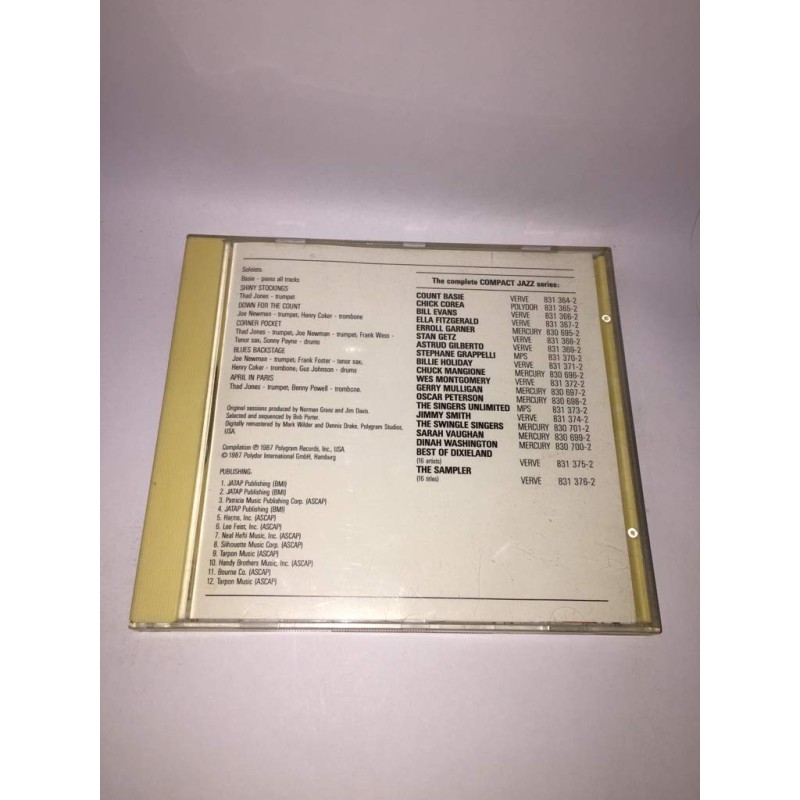 Soloists:
Basie - piano all tracks
SHINY STOCKINGS
Thad Jones - trumpet
DOWN FOR THE COUNT
Joe Newman - trumpet, Henry Coker - trombone
CORNER POCKET
Thad Jones - trumpet, Joe Newman - trumpet, Frank Wess -
Tenor sax, Sonny Payne - drums
BLUES BACKSTAGE
Joe Newman - trumpet; Frank Foster - tenor sax,
Henry Coker - trombone; Gus Johnson - drums
APRIL IN PARIS
Thad Jones - trumpet, Benny Powell - trombone.
Original sessions produced by Norman Granz and Jim Davis.
Selected and sequenced by Bob Porter.
Digitally remastered by Mark Wilder and Dennis Drake, Polygram Studios,
USA.
Compilation ℗ 1987 Polygram Records, Inc., USA
© 1987 Polydor International GmbH, Hamburg
PUBLISHING:
1. JATAP Publishing (BMI)
2. JATAP Publishing (BMI)
3. Patricia Music Publishing Corp. (ASCAP)
4. JATAP Publishing (BMI)
5. Harms, Inc. (ASCAP)
6. Leo Feist, Inc. (ASCAP)
7. Neal Hefti Music, Inc. (ASCAP)
8. Silhouette Music Corp. (ASCAP)
9. Tarpon Music (ASCAP)
10. Handy Brothers Music, Inc. (ASCAP)
11. Bourne Co. (ASCAP)
12. Tarpon Music (ASCAP)
The complete COMPACT JAZZ series:
COUNT BASIE VERVE 831 364-2
CHICK COREA POLYDOR 831 365-2
BILL EVANS VERVE 831 366-2
ELLA FITZGERALD VERVE 831 367-2
ERROLL GARNER MERCURY 830 695-2
STAN GETZ VERVE 831 368-2
ASTRUD GILBERTO VERVE 831 369-2
STEPHANE GRAPPELLI MPS 831 370-2
BILLIE HOLIDAY VERVE 831 371-2
CHUCK MANGIONE MERCURY 830 696-2
WES MONTGOMERY VERVE 831 372-2
GERRY MULLIGAN MERCURY 830 697-2
OSCAR PETERSON MERCURY 830 698-2
THE SINGERS UNLIMITED MPS 831 373-2
JIMMY SMITH VERVE 831 374-2
THE SWINGLE SINGERS MERCURY 830 701-2
SARAH VAUGHAN MERCURY 830 699-2
DINAH WASHINGTON MERCURY 830 700-2
BEST OF DIXIELAND
(16 artists) VERVE 831 375-2
THE SAMPLER
(16 titles) VERVE 831 376-2